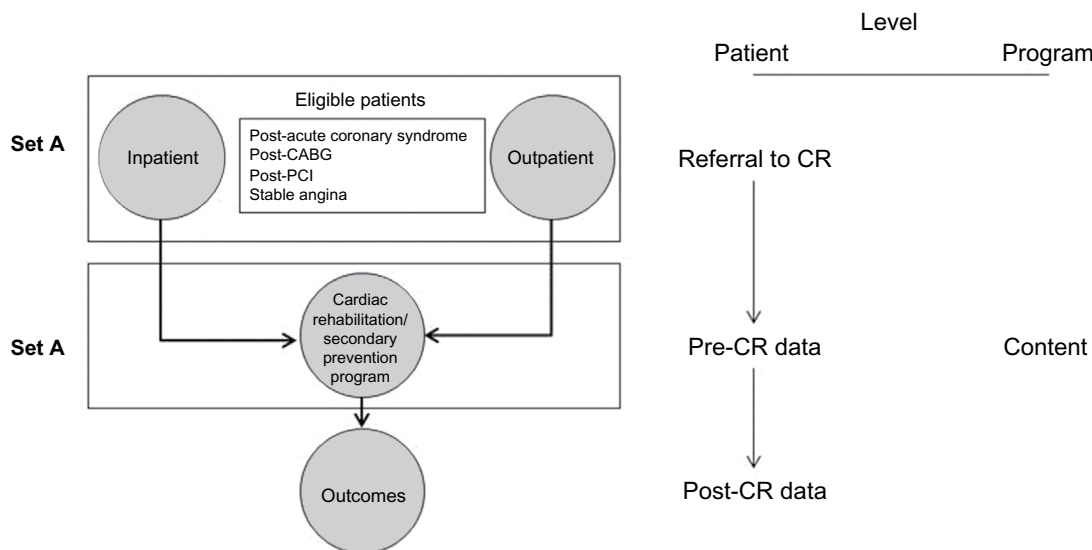 Level
Patient
Program
Eligible patients
Set A
Inpatient
Post-acute coronary syndrome
Post-CABG
Post-PCI
Stable angina
Outpatient
Referral to CR
Set A
Cardiac
rehabilitation/
secondary
prevention
program
Pre-CR data
Content
Outcomes
Post-CR data